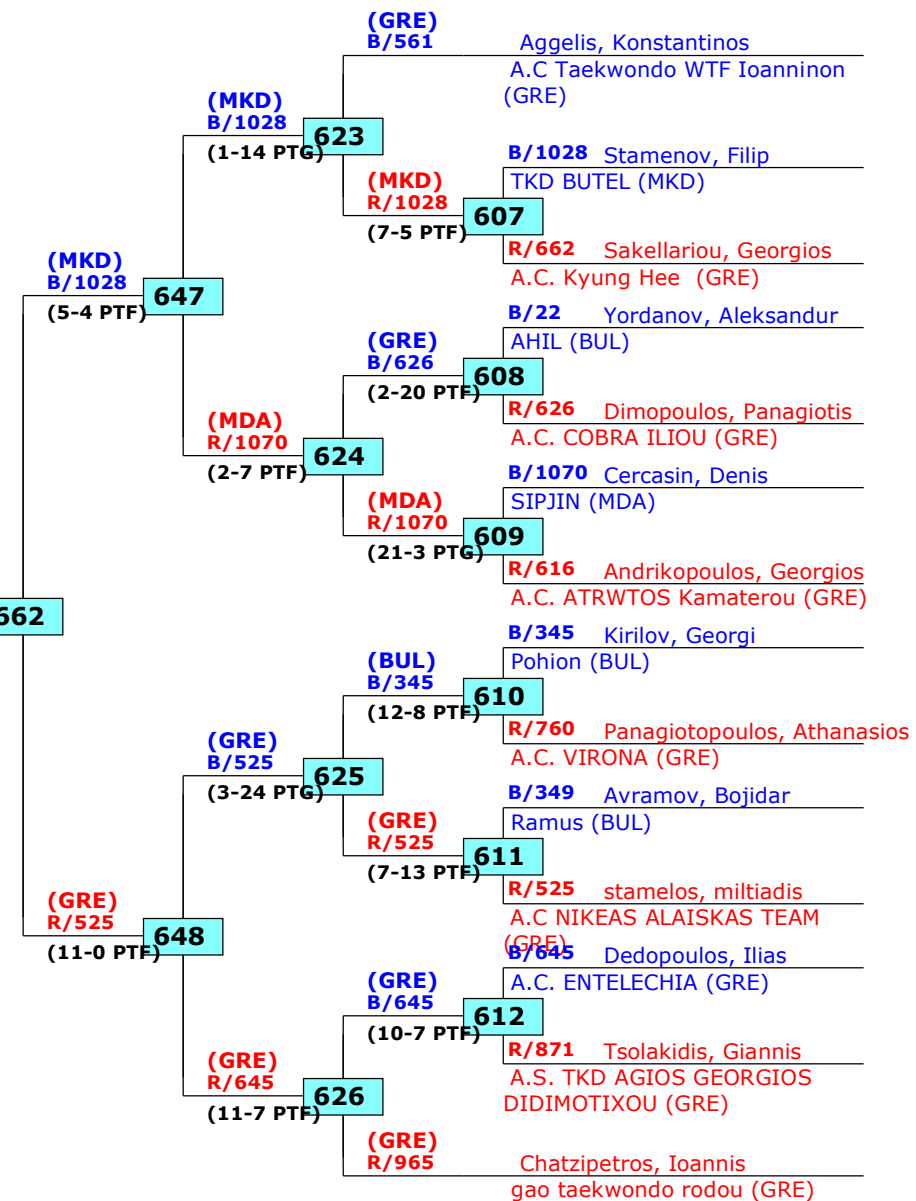 (GRE)
B/561
Aggelis, Konstantinos
A.C Taekwondo WTF Ioanninon
(GRE)
(MKD)
B/1028
623
(1-14 PTG)
B/1028 Stamenov, Filip
TKD BUTEL (MKD)
(MKD)
R/1028
607
(7-5 PTF)
R/662 Sakellariou, Georgios
A.C. Kyung Hee (GRE)
(MKD)
B/1028
647
(5-4 PTF)
B/22 Yordanov, Aleksandur
AHIL (BUL)
(GRE)
B/626
608
(2-20 PTF)
R/626 Dimopoulos, Panagiotis
A.C. COBRA ILIOU (GRE)
(MDA)
R/1070
624
(2-7 PTF)
B/1070 Cercasin, Denis
SIPJIN (MDA)
(MDA)
R/1070
609
(21-3 PTG)
R/616 Andrikopoulos, Georgios
A.C. ATRWTOS Kamaterou (GRE)
662
B/345 Kirilov, Georgi
Pohion (BUL)
(BUL)
B/345
610
(12-8 PTF)
R/760 Panagiotopoulos, Athanasios
A.C. VIRONA (GRE)
(GRE)
B/525
625
(3-24 PTG)
B/349 Avramov, Bojidar
Ramus (BUL)
(GRE)
R/525
611
(7-13 PTF)
R/525 stamelos, miltiadis
A.C NIKEAS ALAISKAS TEAM
(GRE)
(GRE)
R/525
648
(11-0 PTF)
B/645 Dedopoulos, Ilias
A.C. ENTELECHIA (GRE)
(GRE)
B/645
612
(10-7 PTF)
R/871 Tsolakidis, Giannis
A.S. TKD AGIOS GEORGIOS
DIDIMOTIXOU (GRE)
(GRE)
R/645
626
(11-7 PTF)
(GRE)
R/965
Chatzipetros, Ioannis
gao taekwondo rodou (GRE)